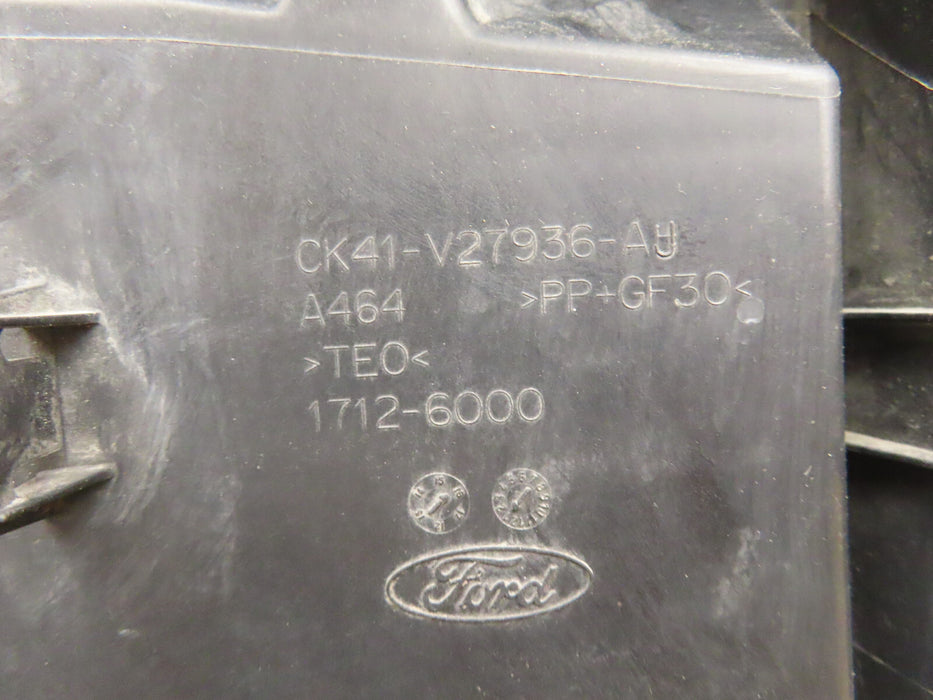 CK41-V27936-AJ
A464 >PP+GF30<
>TEO<
1712-6000
Ford